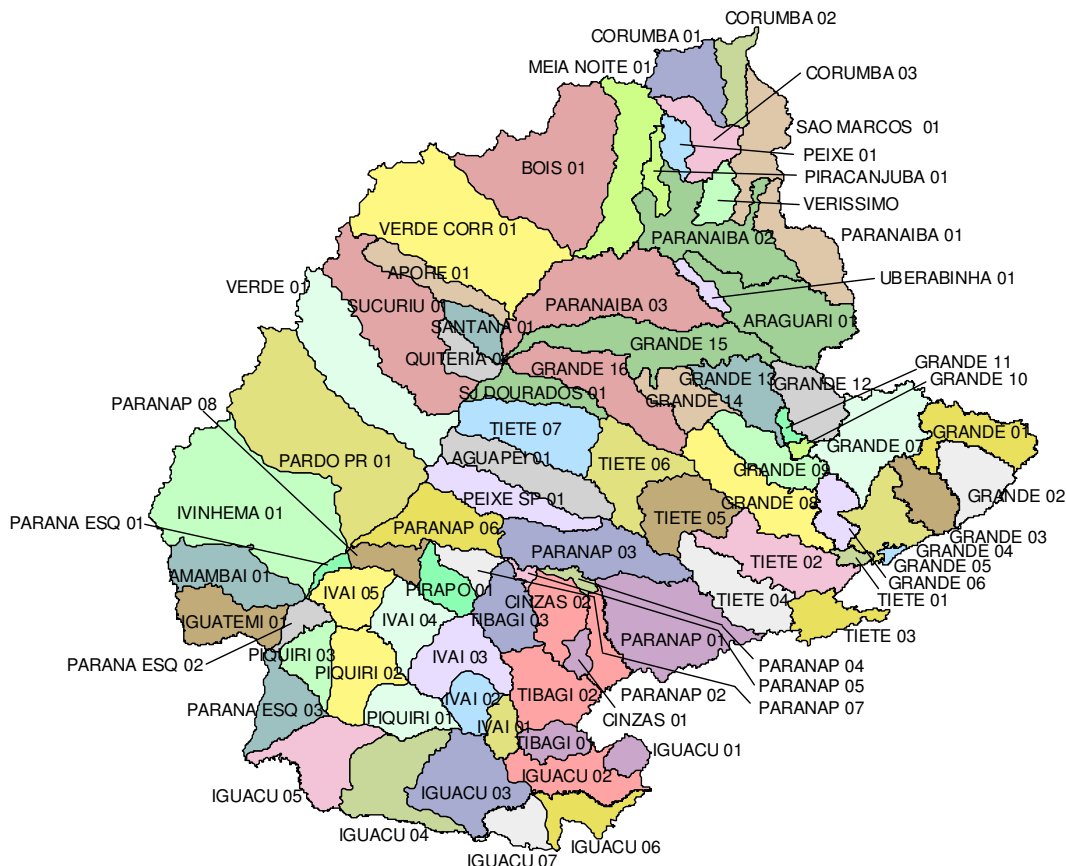 CORUMBA 02
CORUMBA 01
MEIA NOITE 01
CORUMBA 03
SAO MARCOS 01
PEIXE 01
BOIS 01
PIRACANJUBA 01
VERISSIMO
VERDE CORR 01
PARANAIBA 02
PARANAIBA 01
APORE 01
UBERABINHA 01
VERDE 01
SUCURIU 01
PARANAIBA 03
ARAGUARI 01
SANTANA 01
GRANDE 15
QUITERIA
GRANDE 11
GRANDE 16
GRANDE 13
GRANDE 12
GRANDE 10
SJ DOURADOS 01
GRANDE 14
PARANAP 08
TIETE 07
GRANDE 01
GRANDE 07
AGUAPEI 01
TIETE 06
GRANDE 09
PARDO PR 01
GRANDE 02
PEIXE SP 01
GRANDE 08
IVINHEMA 01
TIETE 05
PARANA ESQ 01
PARANAP 06
GRANDE 03
PARANAP 03
GRANDE 04
TIETE 02
GRANDE 05
AMAMBAI 01
GRANDE 06
PIRAPO 01
IVAI 05
TIETE 01
CINZAS 02
TIETE 04
IGUATEMI 01
IVAI 04
TIBAGI 03
PARANAP 01
TIETE 03
PIQUIRI 03
IVAI 03
PARANA ESQ 02
PARANAP 04
PIQUIRI 02
PARANAP 05
IVAI 02
TIBAGI 02
PARANAP 02
PARANAP 07
PARANA ESQ 03
PIQUIRI 01
CINZAS 01
IVAI 01
TIBAGI 01
IGUACU 01
IGUACU 02
IGUACU 03
IGUACU 05
IGUACU 04
IGUACU 06
IGUACU 07